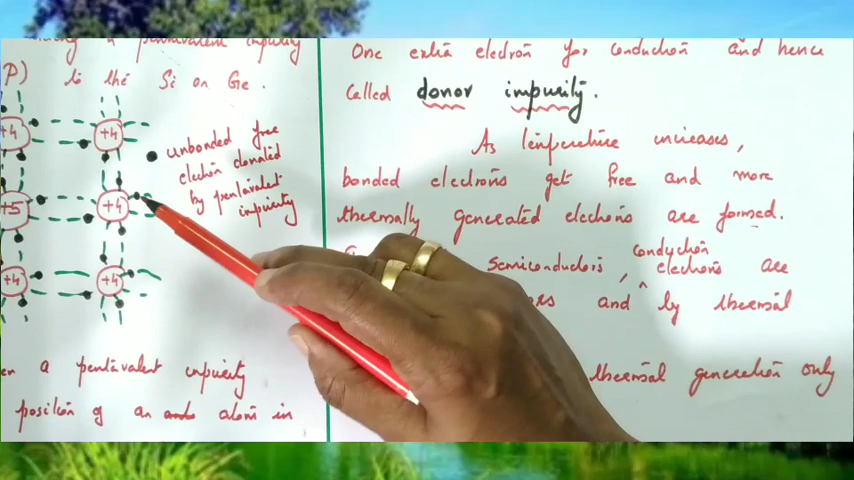 a pentavalent impurity
P) to the Si or Ge.
+4 +4
unbonded free
electron donated
by pentavalent
impurity
+5 +4
+4 +4
en a pentavalent impurity
position of an atom in
One extra electron for conduction and hence
called donor impurity.
As temperature increases,
bonded electrons get free and more
thermally generated electrons are formed.
conduction
semiconductors, electrons are
and by thermal
thermal generation only